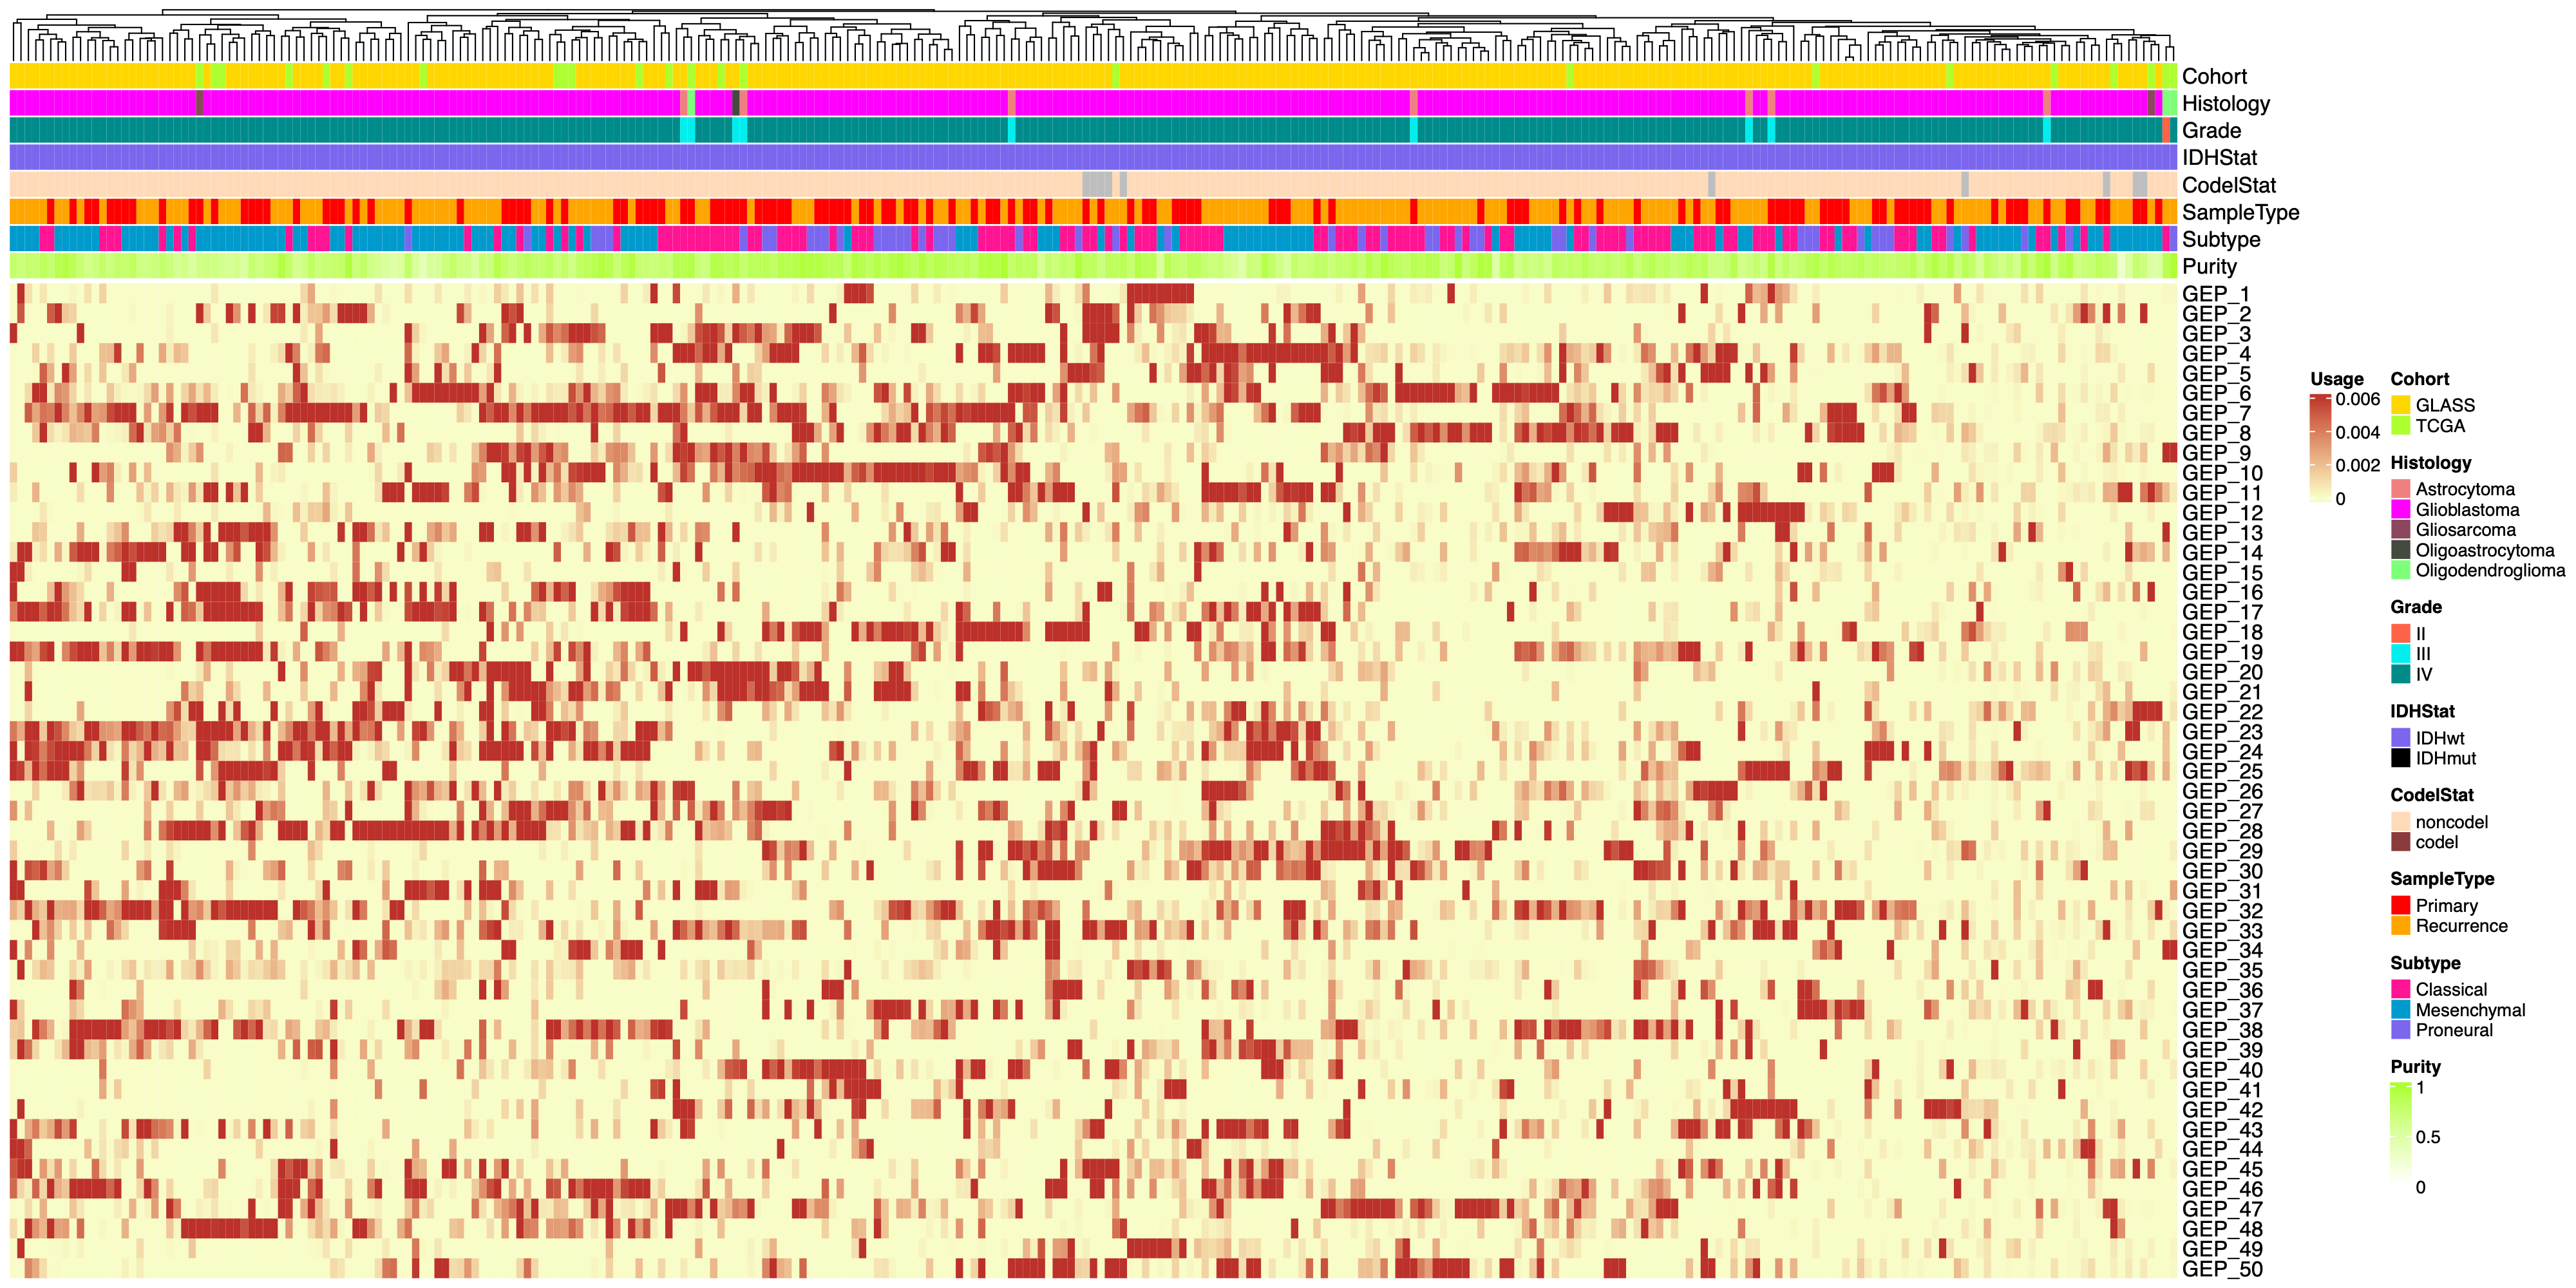 Cohort
Histology
Grade
IDHStat
CodelStat
SampleType
Subtype
Purity
GEP_1
GEP_2
GEP_3
GEP_4
GEP_5
GEP_6
GEP_7
GEP_8
GEP_9
GEP_10
GEP_11
GEP_12
GEP_13
GEP_14
GEP_15
GEP_16
GEP_17
GEP_18
GEP_19
GEP_20
GEP_21
GEP_22
GEP_23
GEP_24
GEP_25
GEP_26
GEP_27
GEP_28
GEP_29
GEP_30
GEP_31
GEP_32
GEP_33
GEP_34
GEP_35
GEP_36
GEP_37
GEP_38
GEP_39
GEP_40
GEP_41
GEP_42
GEP_43
GEP_44
GEP_45
GEP_46
GEP_47
GEP_48
GEP_49
GEP_50
Usage
0.006
0.004
0.002
0
Cohort
GLASS
TCGA
Histology
Astrocytoma
Glioblastoma
Gliosarcoma
Oligoastrocytoma
Oligodendroglioma
Grade
II
III
IV
IDHStat
IDHwt
IDHmut
CodelStat
noncodel
codel
SampleType
Primary
Recurrence
Subtype
Classical
Mesenchymal
Proneural
Purity
1
0.5
0